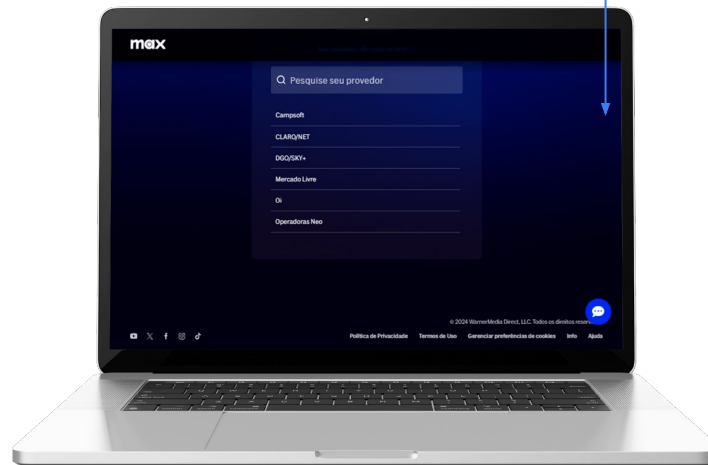 max
Pesquise seu provedor
Campsoft
CLARO/NET
DGO/SKY+
Mercado Livre
Oi
Operadoras Neo
© 2024 WarnerMedia Direct, LLC. Todos os direitos
Política de Privacidade Termos de Uso Gerenciar preferências de cookies Info Ajuda